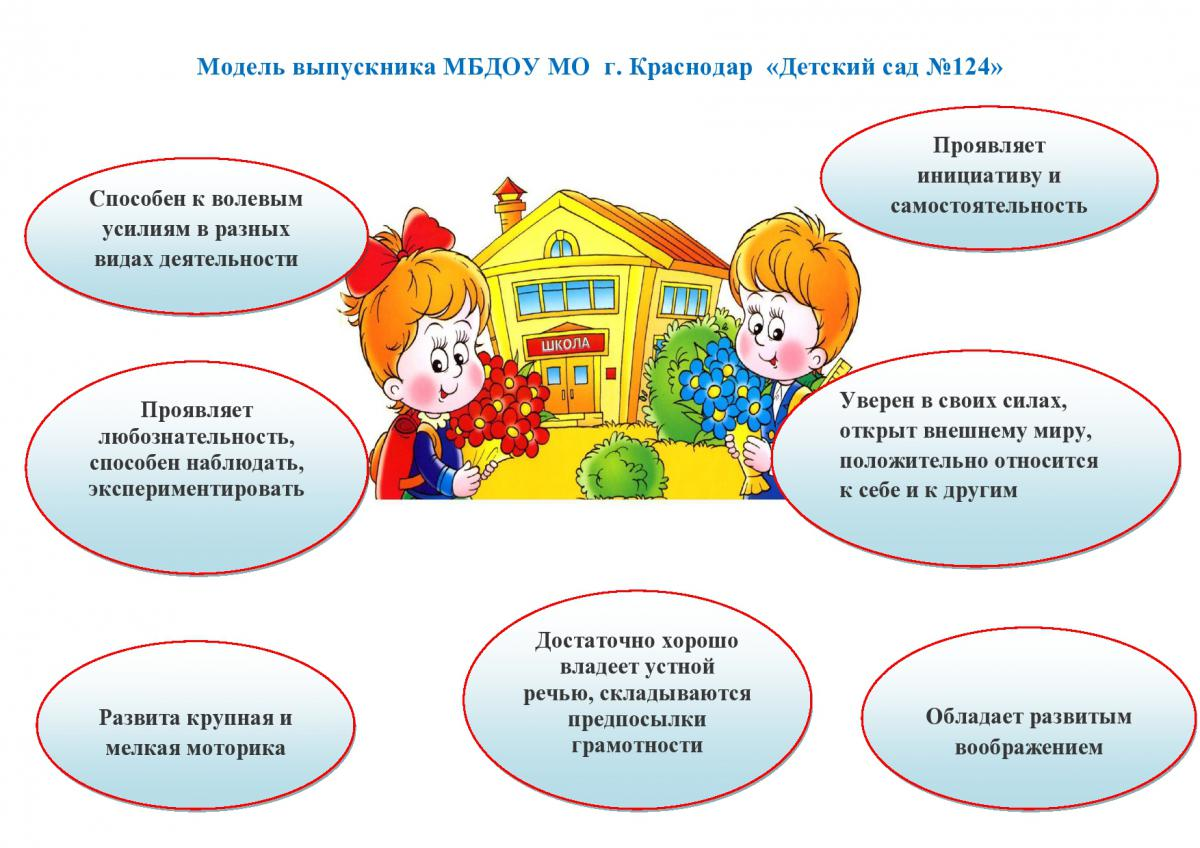 Модель выпускника МБДОУ МО г. Краснодар «Детский сад №124»
Способен к волевым
усилиям в разных
видах деятельности
Проявляет
инициативу и
самостоятельность
ШКОЛА
Проявляет
любознательность,
способен наблюдать,
экспериментировать
Уверен в своих силах,
открыт внешнему миру,
положительно относится
к себе и к другим
Развита крупная и
мелкая моторика
Достаточно хорошо
владеет устной
речью, складываются
предпосылки
грамотности
Обладает развитым
воображением